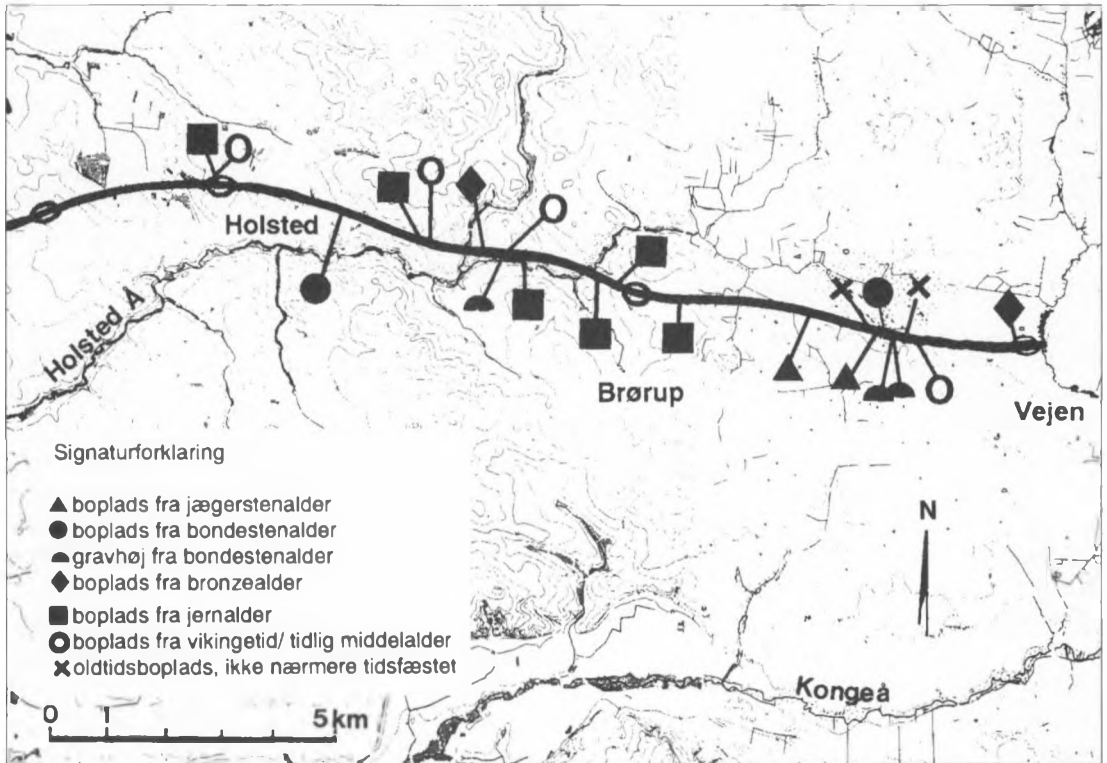 Holsted
Holsted Å
Brørup
Vejen
Signaturforklaring
boplads fra jægerstenalder
boplads fra bondestenalder
gravhøj fra bondestenalder
boplads fra bronzealder
boplads fra jernalder
boplads fra vikingetid/ tidlig middelalder
oldtidsboplads, ikke nærmere tidsfæstet
N
Kongeå
0 1 5 km